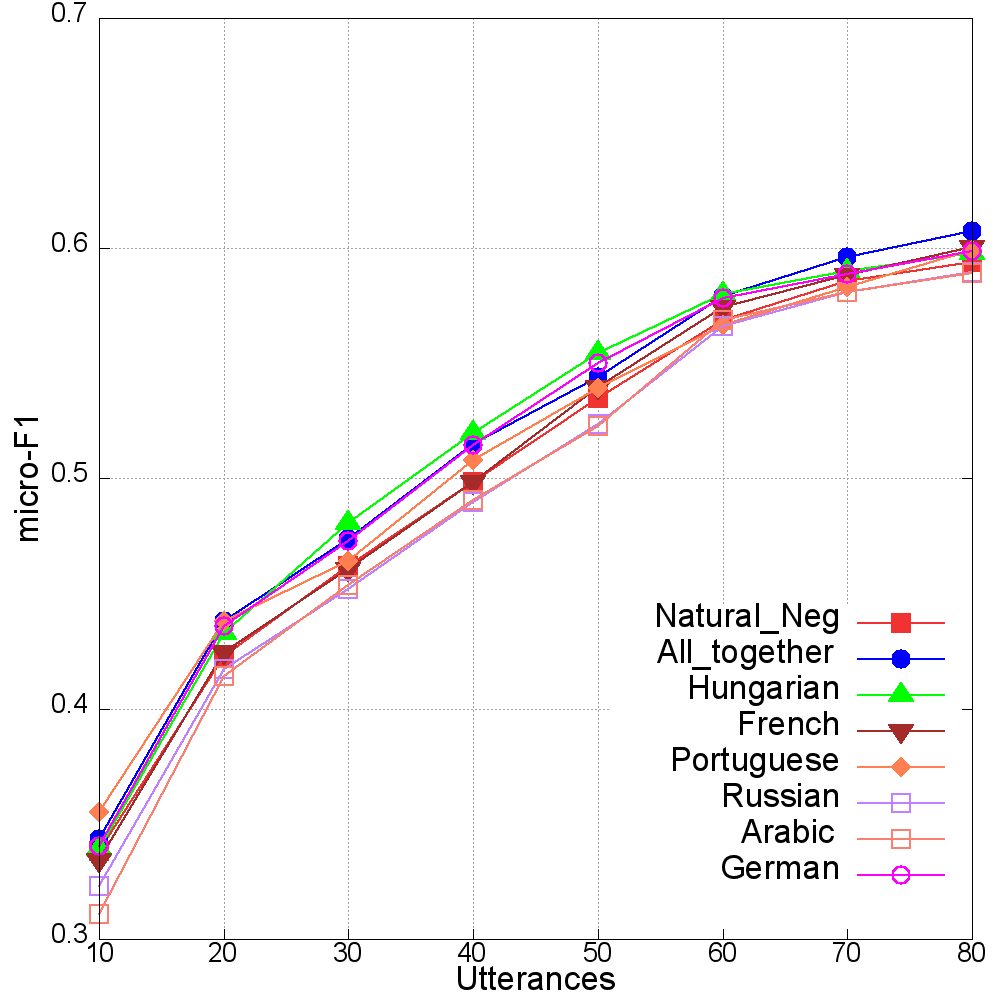 0.7
0.6
0.5
0.4
0.3
micro-F1
Natural_Neg
All_together
Hungarian
French
Portuguese
Russian
Arabic
German
10 20 30 40 50 60 70 80
Utterances